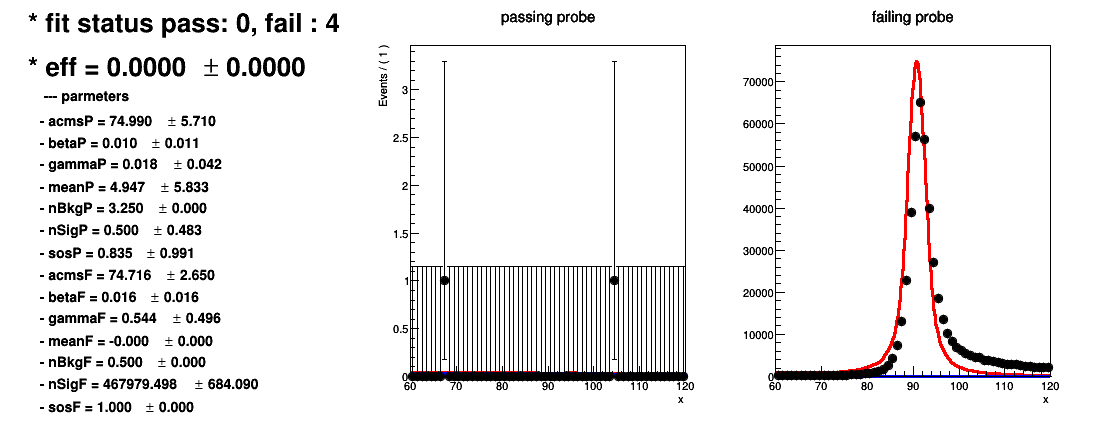 * fit status pass: 0, fail : 4
* eff = 0.0000 ± 0.0000
--- parmeters
- acmsP = 74.990 ± 5.710
- betaP = 0.010 ± 0.011
- gammaP = 0.018 ± 0.042
- meanP = 4.947 ± 5.833
- nBkgP = 3.250 ± 0.000
- nSigP = 0.500 ± 0.483
- sosP = 0.835 ± 0.991
- acmsF = 74.716 ± 2.650
- betaF = 0.016 ± 0.016
- gammaF = 0.544 ± 0.496
- meanF = -0.000 ± 0.000
- nBkgF = 0.500 ± 0.000
- nSigF = 467979.498 ± 684.090
- sosF = 1.000 ± 0.000
passing probe
Events / ( 1 )
3
2.5
2
1.5
1
0.5
0
60 70 80 90 100 110 120
x
failing probe
70000
60000
50000
40000
30000
20000
10000
0
60 70 80 90 100 110 120
x